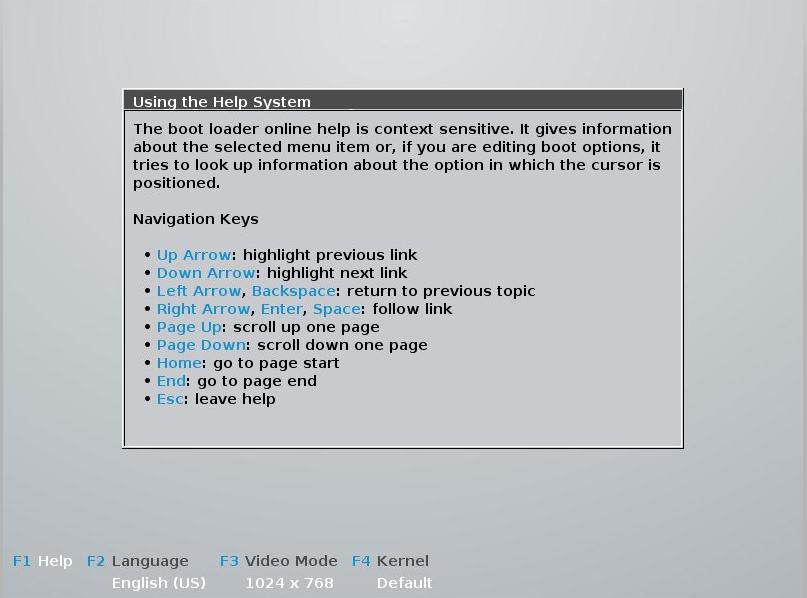 Using the Help System
The boot loader online help is context sensitive. It gives information
about the selected menu item or, if you are editing boot options, it
tries to look up information about the option in which the cursor is
positioned.
Navigation Keys
• Up Arrow: highlight previous link
• Down Arrow: highlight next link
• Left Arrow, Backspace: return to previous topic
• Right Arrow, Enter, Space: follow link
• Page Up: scroll up one page
• Page Down: scroll down one page
• Home: go to page start
• End: go to page end
• Esc: leave help
F1 Help F2 Language F3 Video Mode F4 Kernel
English (US) 1024 x 768 Default